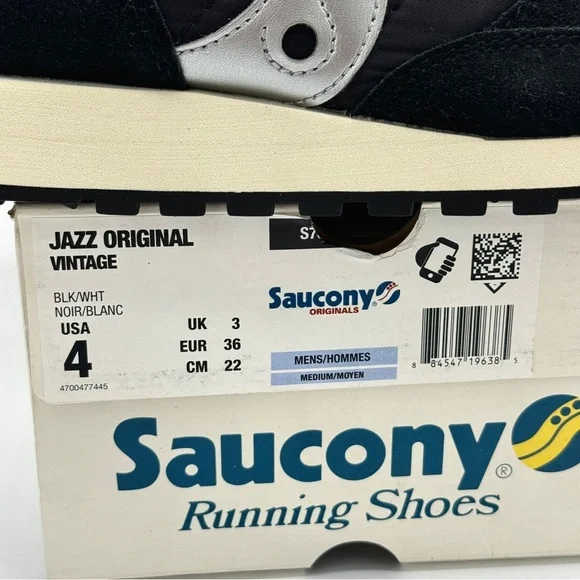 JAZZ ORIGINAL
VINTAGE
BLK/WHT
NOIR/BLANC
USA
4
UK 3
EUR 36
CM 22
4700477445
Saucony
ORIGINALS
MENS/HOMMES
MEDIUM/MOYEN
8 84547 19638 5
Saucony®
Running Shoes